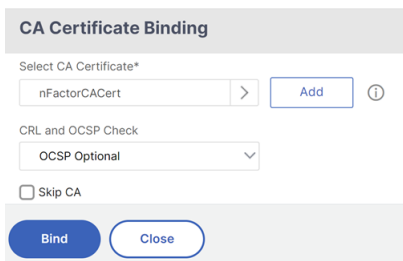 CA Certificate Binding
Select CA Certificate*
nFactorCACert
Add
CRL and OCSP Check
OCSP Optional
Skip CA
Bind
Close